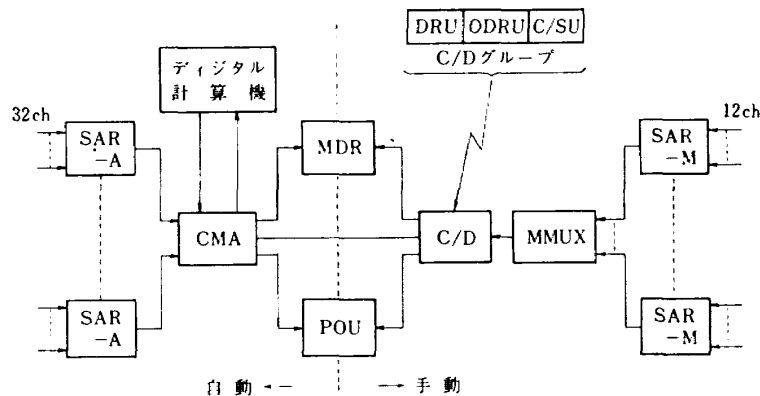 DRU ODRU C/SU
C/Dグループ
ディジタル
計算機
32ch
12ch
SAR
-A
MDR
SAR
-M
CMA
C/D
MMUX
SAR
-A
POU
SAR
-M
自動 ←
→ 手動